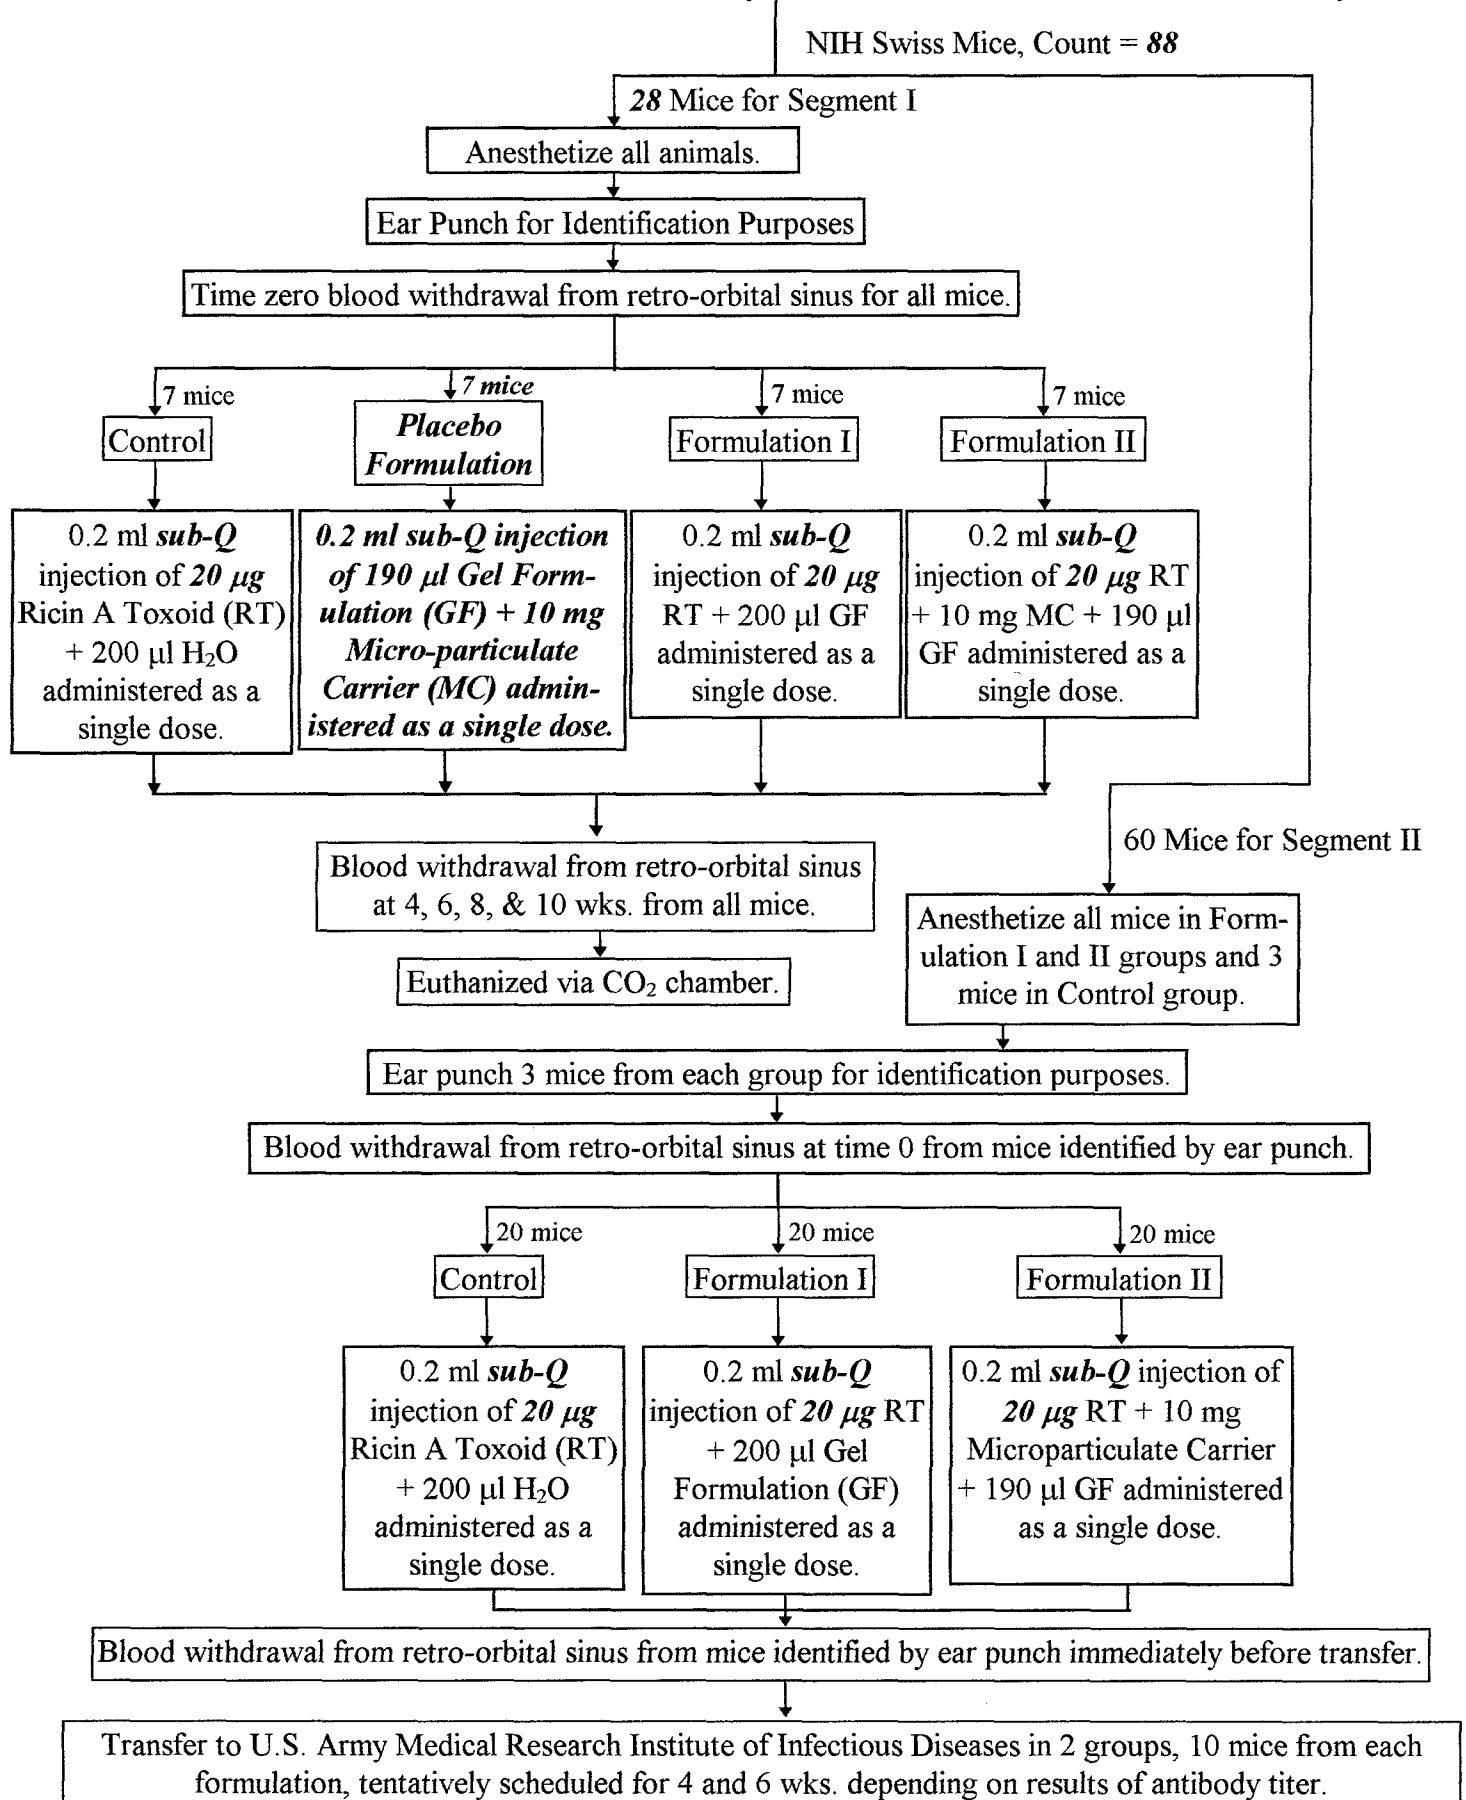 NIH Swiss Mice, Count = 88
28 Mice for Segment I
Anesthetize all animals.
Ear Punch for Identification Purposes
Time zero blood withdrawal from retro-orbital sinus for all mice.
7 mice
Control
0.2 ml sub-Q
injection of 20 µg
Ricin A Toxoid (RT)
+ 200 µl H₂O
administered as a
single dose.
7 mice
Placebo
Formulation
0.2 ml sub-Q injection
of 190 µl Gel Form-
ulation (GF) + 10 mg
Micro-particulate
Carrier (MC) admin-
istered as a single dose.
7 mice
Formulation I
0.2 ml sub-Q
injection of 20 µg
RT + 200 µl GF
administered as a
single dose.
7 mice
Formulation II
0.2 ml sub-Q
injection of 20 µg RT
+ 10 mg MC + 190 µl
GF administered as a
single dose.
Blood withdrawal from retro-orbital sinus
at 4, 6, 8, & 10 wks. from all mice.
Euthanized via CO₂ chamber.
60 Mice for Segment II
Anesthetize all mice in Form-
ulation I and II groups and 3
mice in Control group.
Ear punch 3 mice from each group for identification purposes.
Blood withdrawal from retro-orbital sinus at time 0 from mice identified by ear punch.
20 mice
Control
0.2 ml sub-Q
injection of 20 µg
Ricin A Toxoid (RT)
+ 200 µl H₂O
administered as a
single dose.
20 mice
Formulation I
0.2 ml sub-Q
injection of 20 µg RT
+ 200 µl Gel
Formulation (GF)
administered as a
single dose.
20 mice
Formulation II
0.2 ml sub-Q injection of
20 µg RT + 10 mg
Microparticulate Carrier
+ 190 µl GF administered
as a single dose.
Blood withdrawal from retro-orbital sinus from mice identified by ear punch immediately before transfer.
Transfer to U.S. Army Medical Research Institute of Infectious Diseases in 2 groups, 10 mice from each
formulation, tentatively scheduled for 4 and 6 wks. depending on results of antibody titer.